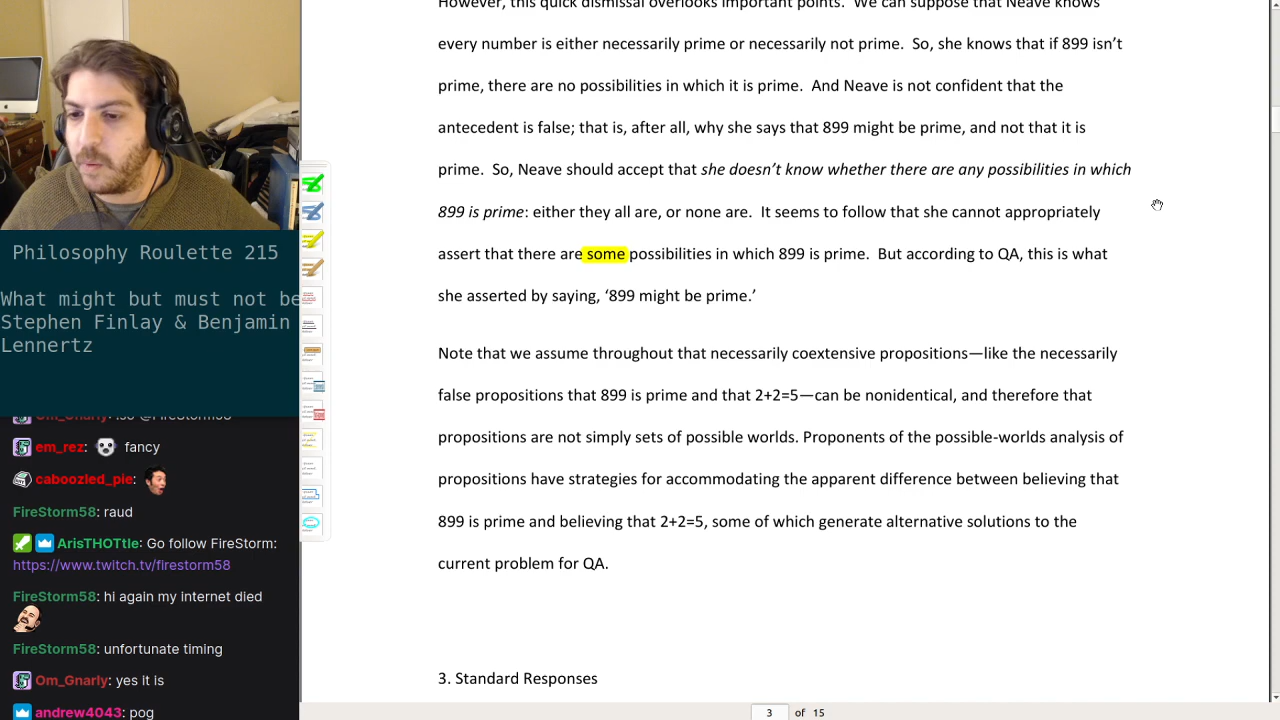 However, this quick dismissal overlooks important points.  We can suppose that Neave knows
every number is either necessarily prime or necessarily not prime.  So, she knows that if 899 isn't
prime, there are no possibilities in which it is prime.  And Neave is not confident that the
antecedent is false; that is, after all, why she says that 899 might be prime, and not that it is
prime.  So, Neave should accept that she doesn't know whether there are any possibilities in which
899 is prime: either they all are, or none are.  It seems to follow that she cannot appropriately
assert that there are some possibilities in which 899 is prime.  But according to QA, this is what
she asserted by saying, '899 might be prime.'
Note that we assume throughout that necessarily coextensive propositions—like the necessarily
false propositions that 899 is prime and that 2+2=5—can be nonidentical, and therefore that
propositions are not simply sets of possible worlds. Proponents of the possible worlds analysis of
propositions have strategies for accommodating the apparent difference between believing that
899 is prime and believing that 2+2=5, some of which generate alternative solutions to the
current problem for QA.
3. Standard Responses
3 of 15
Philosophy Roulette 215
What might but must not be
Stephen Finlay & Benjamin
Lennertz
Om_Gnarly: !so @FireStorm58
em_rez: fancy
caboozled_pie:
FireStorm58: raud
ArisTHOTtle: Go follow FireStorm:
https://www.twitch.tv/firestorm58
FireStorm58: hi again my internet died
FireStorm58: unfortunate timing
Om_Gnarly: yes it is
andrew4043: pog